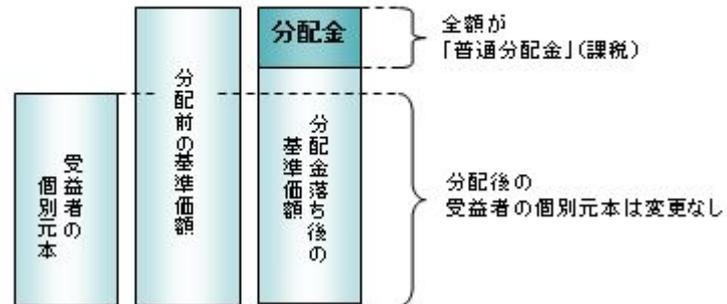 受益者の
個別元本
分配前の基準価額
分配金
分配金落ち後の
基準価額
全額が
「普通分配金」(課税)
分配後の
受益者の個別元本は変更なし